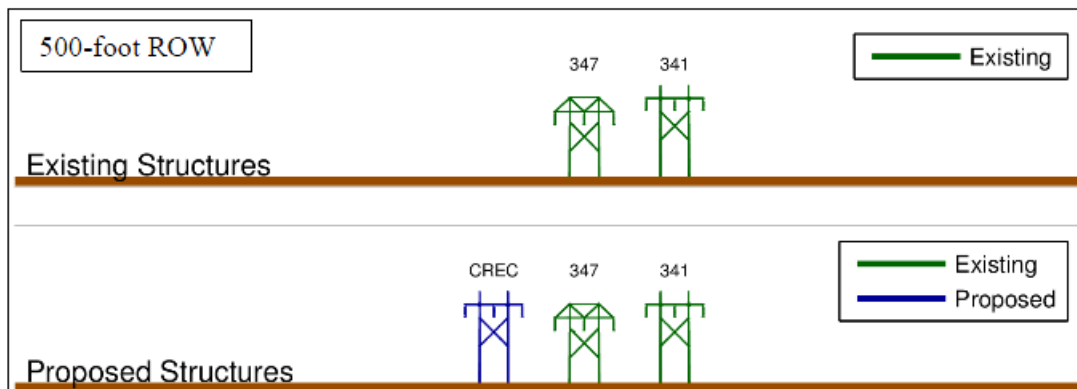 500-foot ROW
347 341
Existing
Existing Structures
CREC 347 341
Existing
Proposed
Proposed Structures